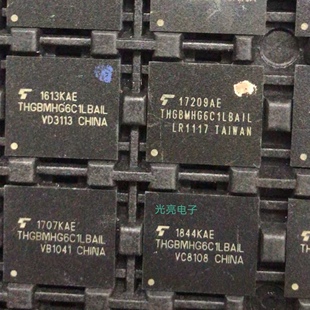 1613KAE
THGBMHG6C1LBAIL
VD3113 CHINA
17209AE
THGBMHG6C1LBAIL
LR1117 TAIWAN
1707KAE
THGBMHG6C1LBAIL
VB1041 CHINA
光亮电子
1844KAE
THGBMHG6C1LBAIL
VC8108 CHINA